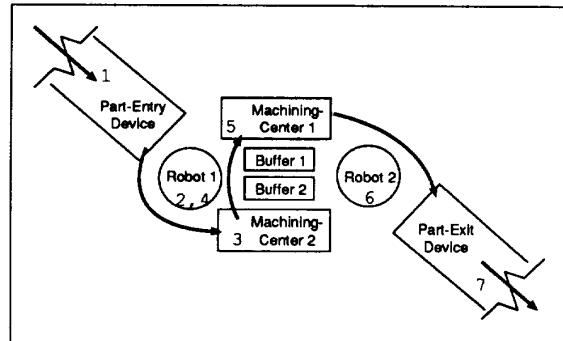 1
Part-Entry
Device
Machining-
5 Center 1
Buffer 1
Buffer 2
Robot 1
2, 4
Robot 2
6
Machining-
3 Center 2
Part-Exit
Device
7